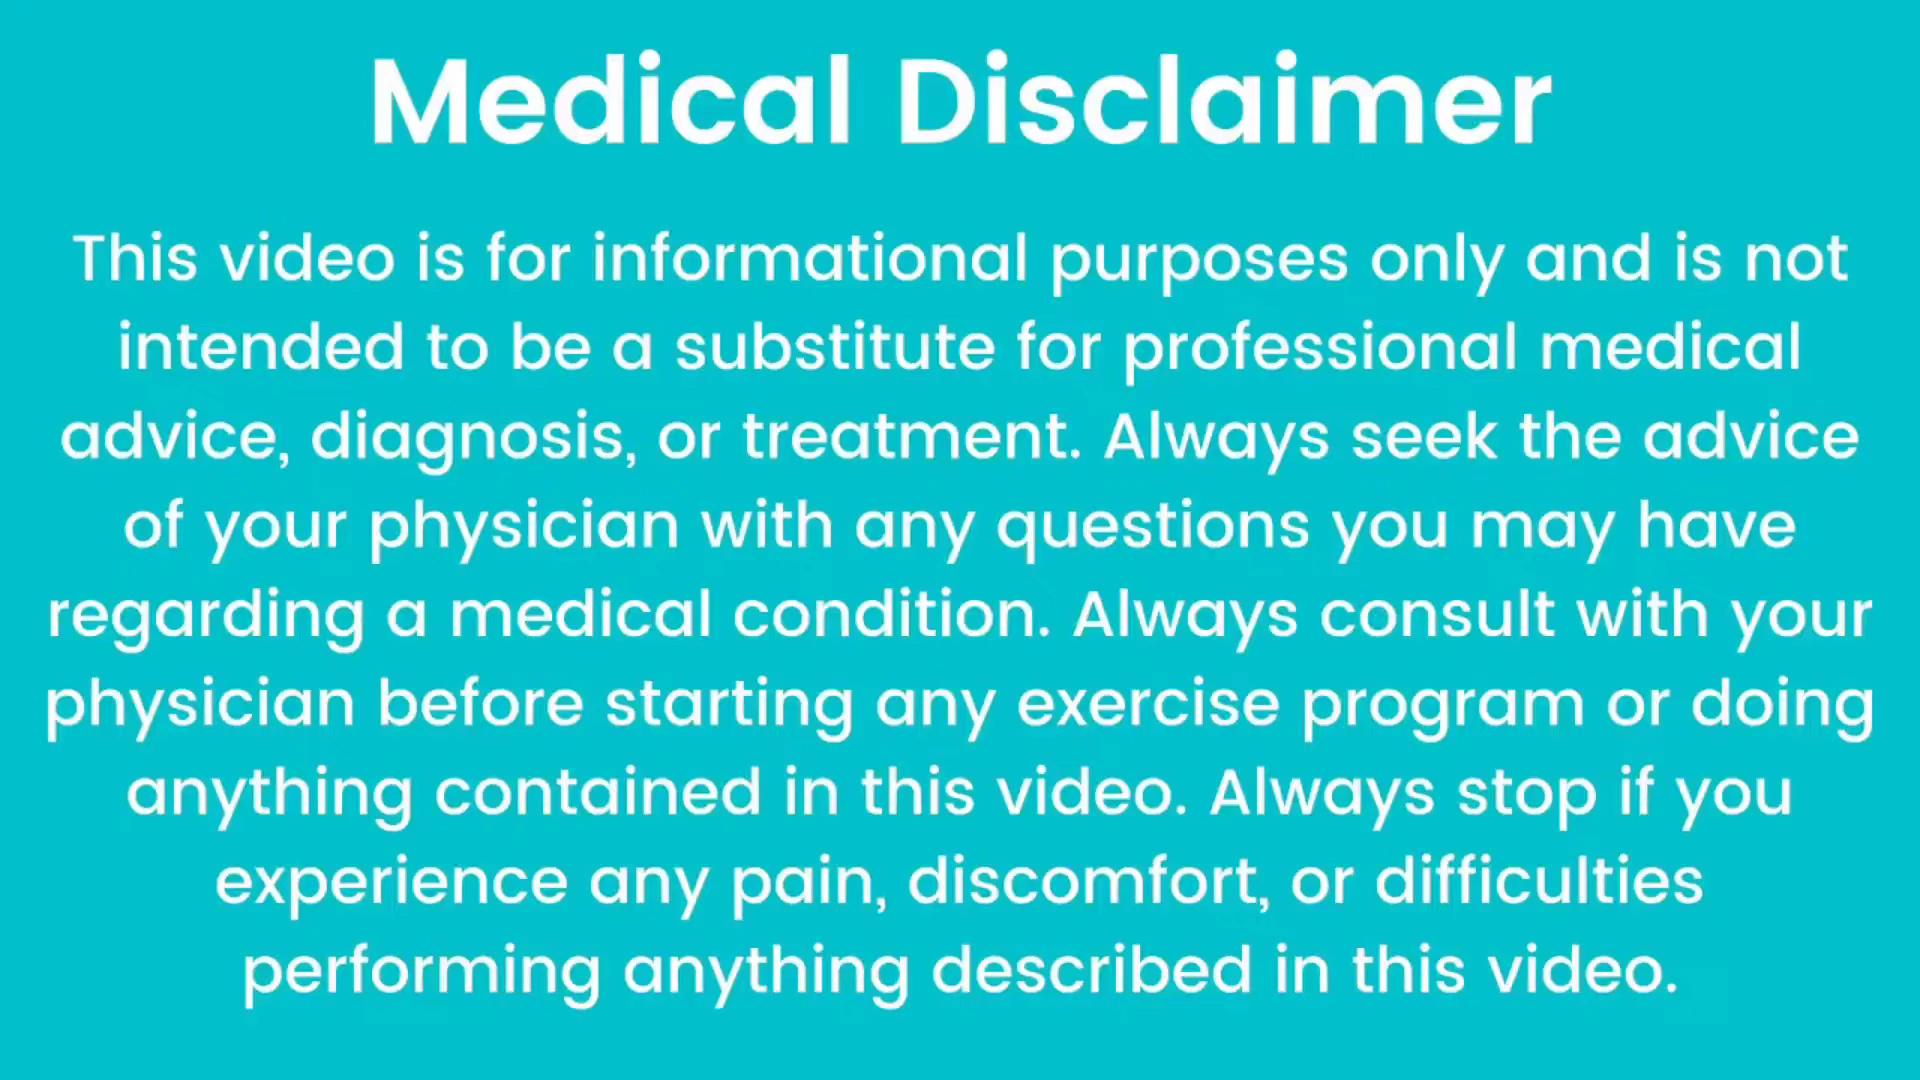 Medical Disclaimer
This video is for informational purposes only and is not
intended to be a substitute for professional medical
advice, diagnosis, or treatment. Always seek the advice
of your physician with any questions you may have
regarding a medical condition. Always consult with your
physician before starting any exercise program or doing
anything contained in this video. Always stop if you
experience any pain, discomfort, or difficulties
performing anything described in this video.